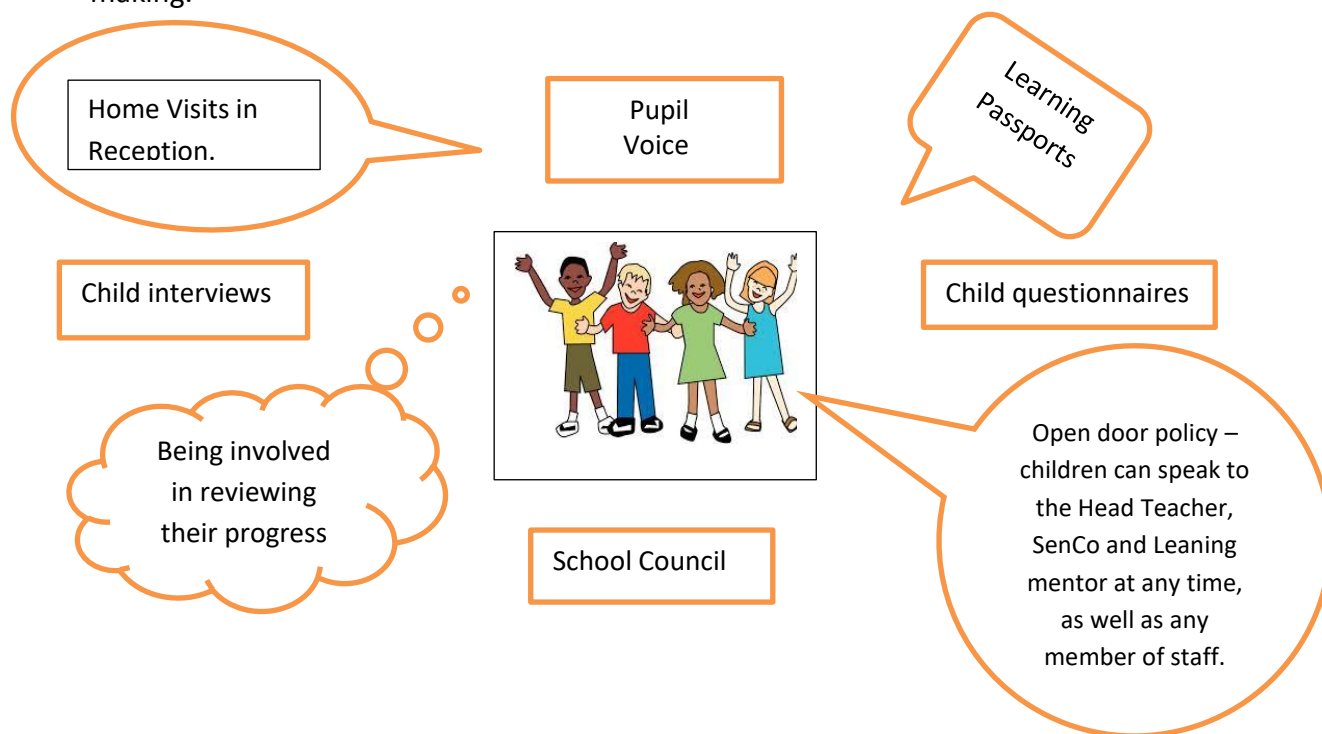 making.
Home Visits in
Reception.
Pupil
Voice
Learning
Passports
Child interviews
Child questionnaires
Being involved
in reviewing
their progress
Open door policy –
children can speak to
the Head Teacher,
SenCo and Leaning
mentor at any time,
as well as any
member of staff.
School Council